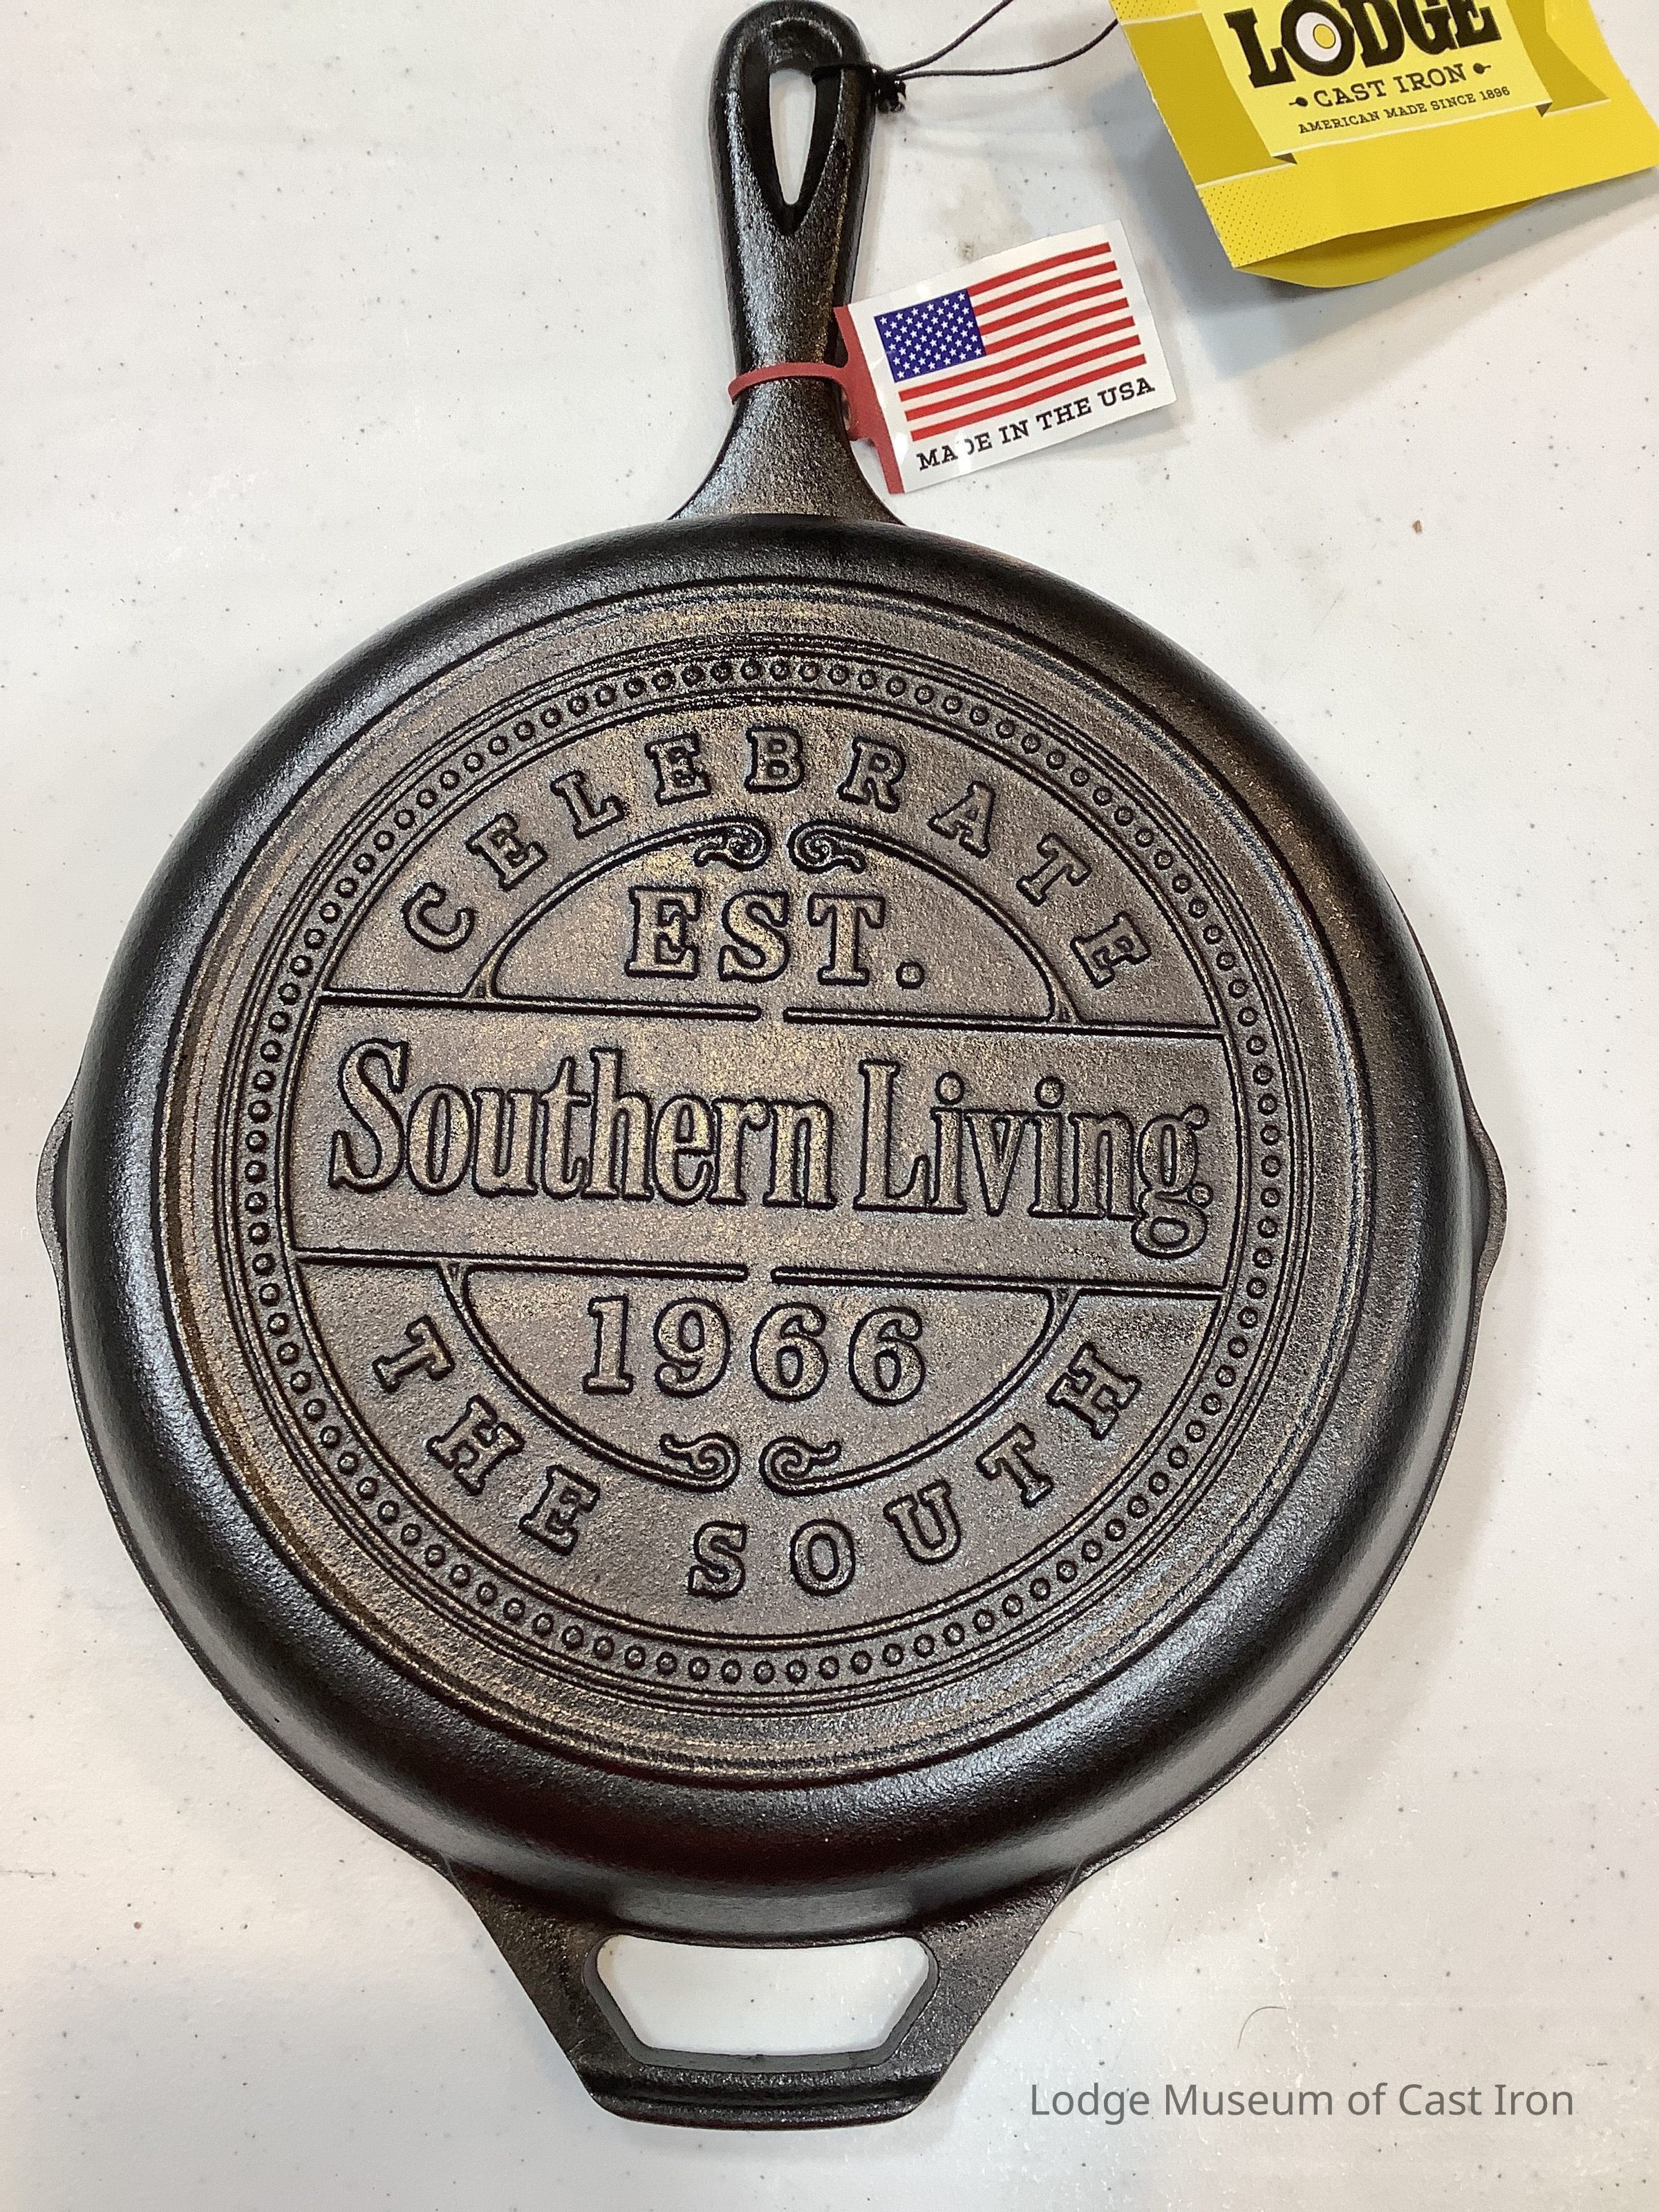 LODGE
CAST IRON
AMERICAN MADE SINCE 1896
MADE IN THE USA
CELEBRATE
EST.
Southern Living
1966
THE SOUTH
Lodge Museum of Cast Iron